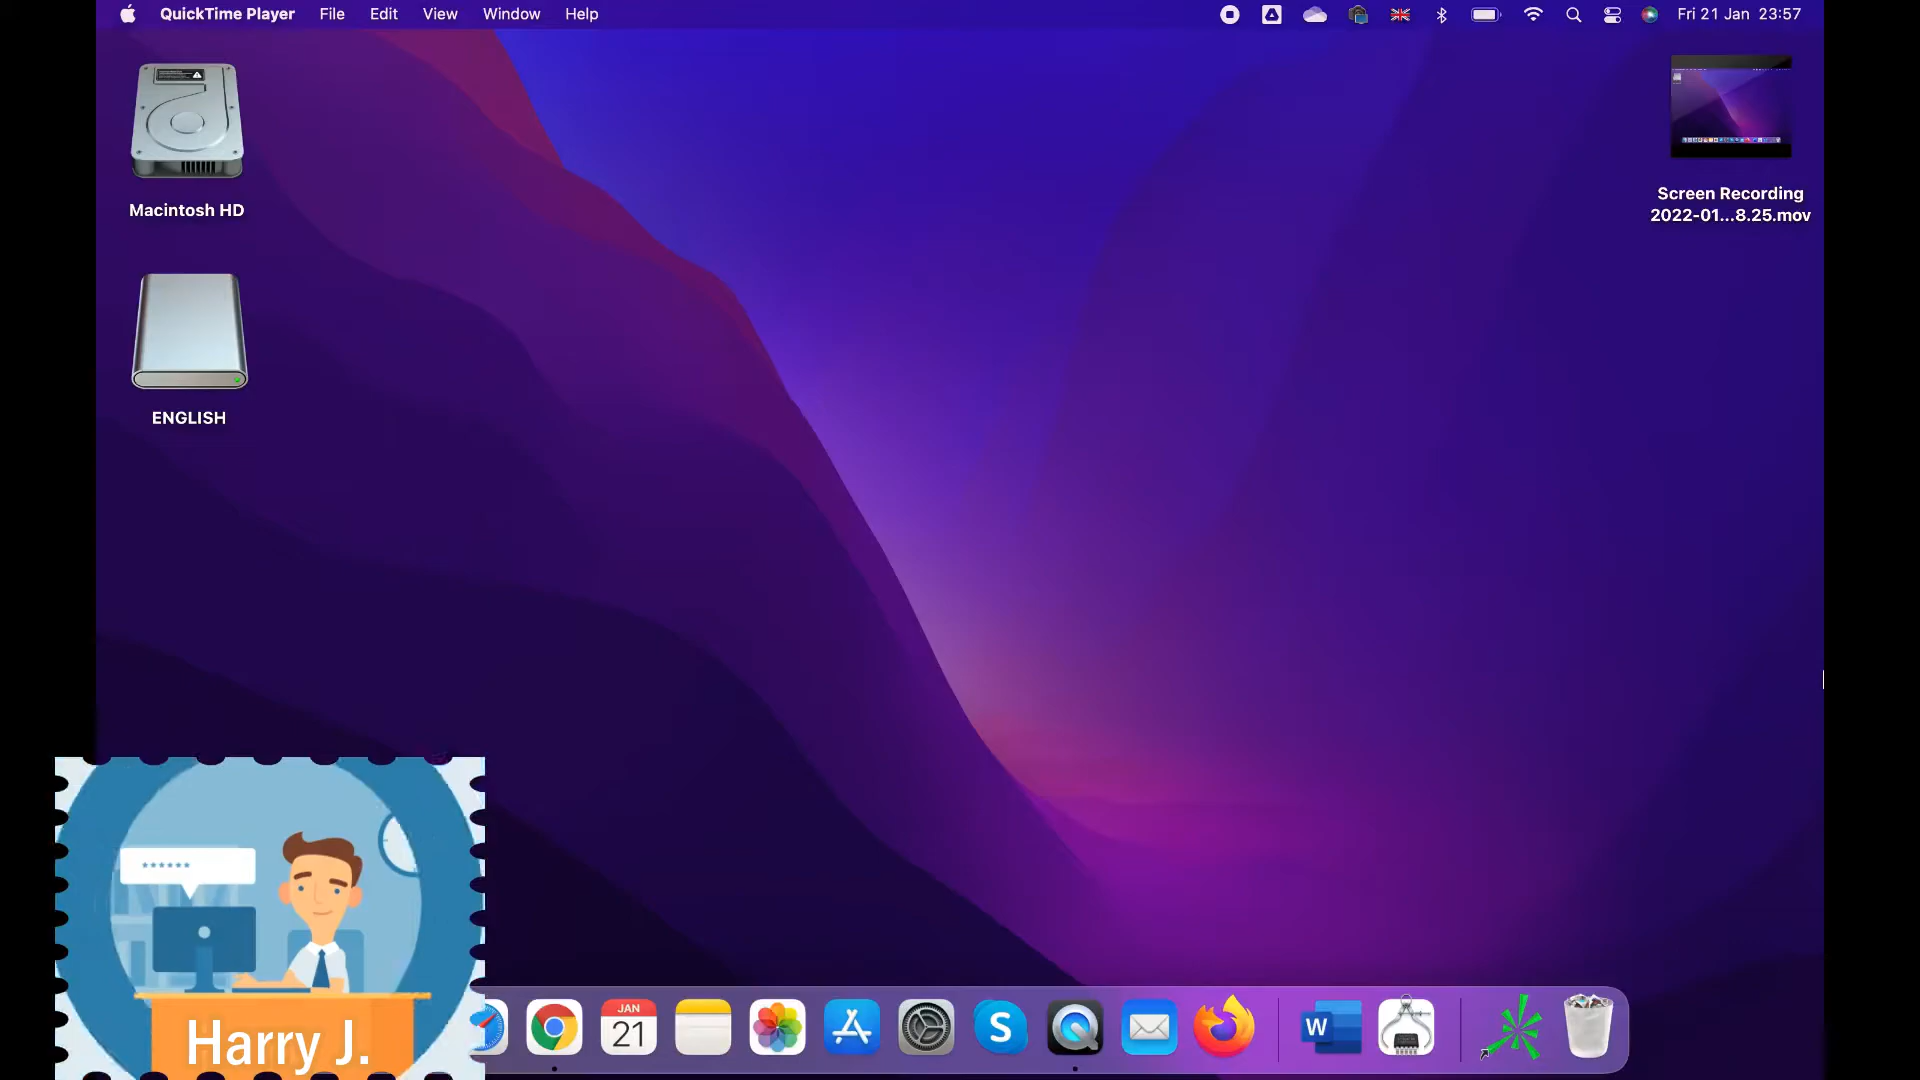 QuickTime Player File Edit View Window Help Fri 21 Jan 23:57
Macintosh HD
Screen Recording
2022-01...8.25.mov
ENGLISH
******
JAN
21
S
W
Harry J.